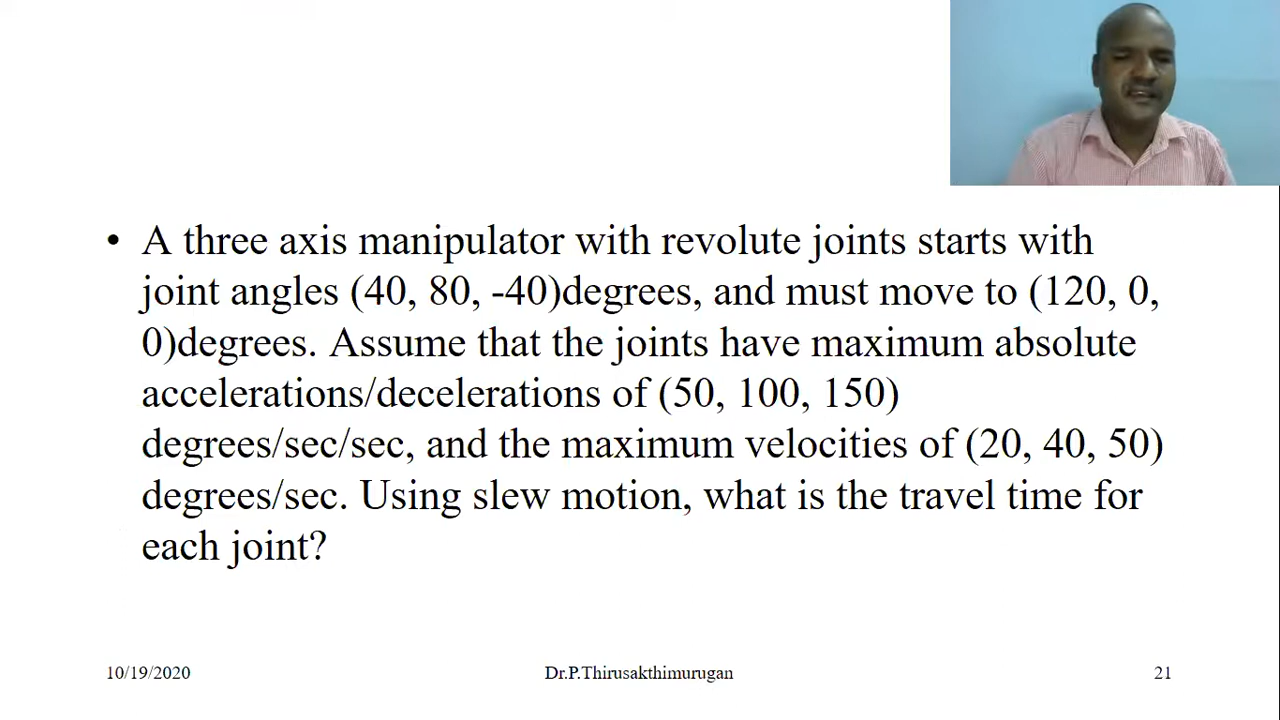 • A three axis manipulator with revolute joints starts with
joint angles (40, 80, -40)degrees, and must move to (120, 0,
0)degrees. Assume that the joints have maximum absolute
accelerations/decelerations of (50, 100, 150)
degrees/sec/sec, and the maximum velocities of (20, 40, 50)
degrees/sec. Using slew motion, what is the travel time for
each joint?
10/19/2020 Dr.P.Thirusakthimurugan 21